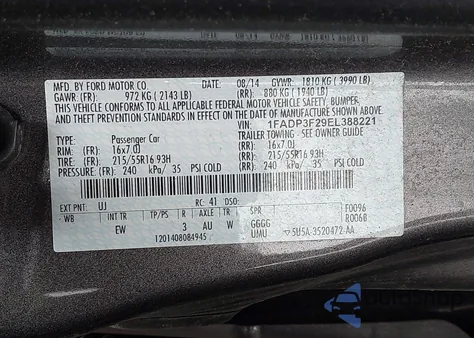 MFD. BY FORD MOTOR CO. DATE: 08/14 GVWR: 1810 KG (3990 LB)
GAWR: (FR): 972 KG (2143 LB) (RR): 880 KG (1940 LB)
THIS VEHICLE CONFORMS TO ALL APPLICABLE FEDERAL MOTOR VEHICLE SAFETY, BUMPER,
AND THEFT PREVENTION STANDARDS IN EFFECT ON THE DATE OF MANUFACTURE SHOWN ABOVE.
VIN: 1FADP3F29EL388221
TYPE: Passenger Car TRAILER TOWING - SEE OWNER GUIDE
RIM: (FR) 16x7.0J (RR): 16x7.0J
TIRE: (FR) 215/55R16 93H (RR): 215/55R16 93H
PRESSURE: (FR) 240 kPa/ 35 PSI COLD (RR): 240 kPa/ 35 PSI COLD
EXT PNT: UJ RC: 41 DSO: F0096
WB INT TR TP/PS R AXLE TR SPR R0060
EW 3 AU W GGGG
1201408084945 UMU 5U5A-3520472-AA
autoshop